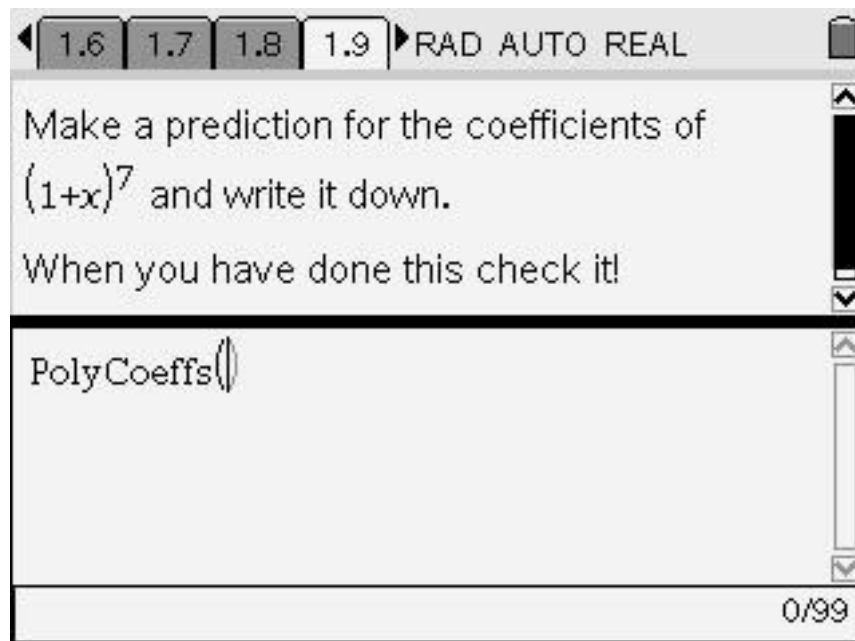 1.6 1.7 1.8 1.9 RAD AUTO REAL
Make a prediction for the coefficients of
(1+x)⁷ and write it down.
When you have done this check it!
PolyCoeffs()
0/99